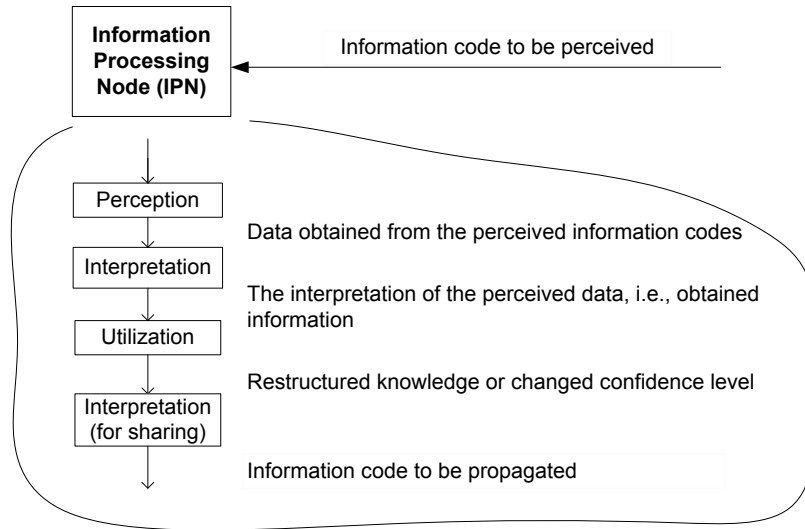 Information
Processing
Node (IPN)
Information code to be perceived
Perception
Data obtained from the perceived information codes
Interpretation
The interpretation of the perceived data, i.e., obtained
information
Utilization
Restructured knowledge or changed confidence level
Interpretation
(for sharing)
Information code to be propagated